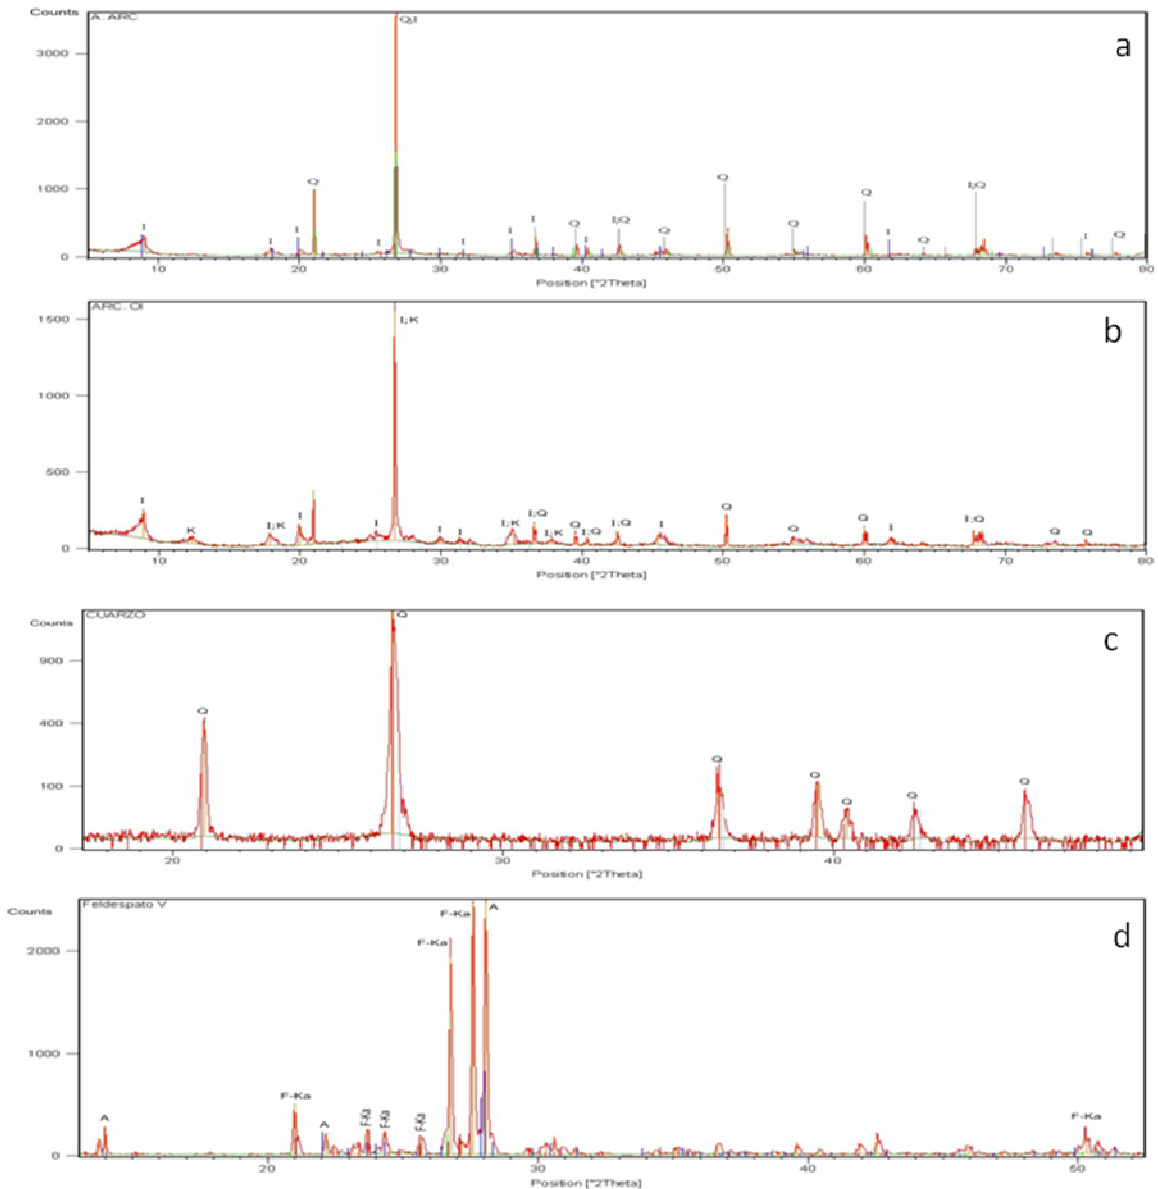 Counts
A. ARC
a
Q;I
3000
2000
1000
0
I I I Q I I I I Q I;Q I Q Q Q I Q I;Q I Q
10 20 30 40 50 60 70 80
Position [°2Theta]
ARC. OI
b
I;K
1500
1000
500
0
I K I;K I I I I I;K I;Q I;K Q I;Q I;Q I Q Q Q I I;Q Q Q
10 20 30 40 50 60 70 80
Position [°2Theta]
CUARZO
Counts
c
Q
900
400
100
0
Q Q Q Q Q Q
20 30 40
Position [°2Theta]
Feldespato V
Counts
d
F-Ka A
F-Ka
2000
1000
0
A F-Ka A F-Ka F-Ka F-Ka F-Ka
20 30 40 50
Position [°2Theta]